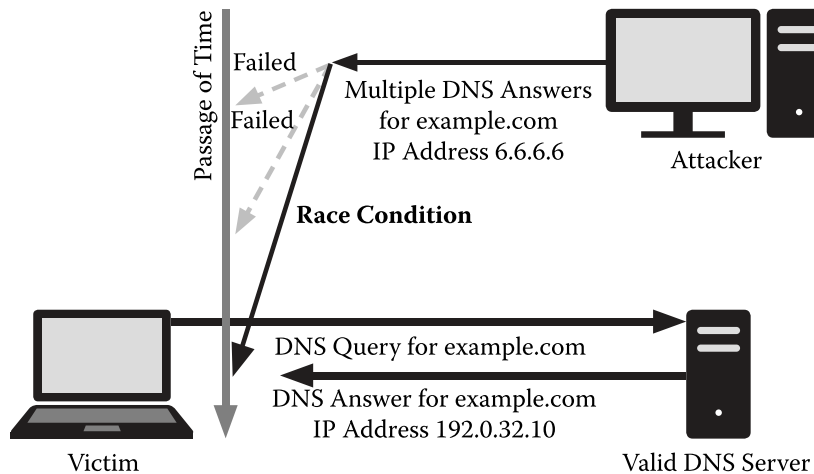 Passage of Time
Failed
Failed
Multiple DNS Answers
for example.com
IP Address 6.6.6.6
Attacker
Race Condition
DNS Query for example.com
DNS Answer for example.com
IP Address 192.0.32.10
Victim
Valid DNS Server